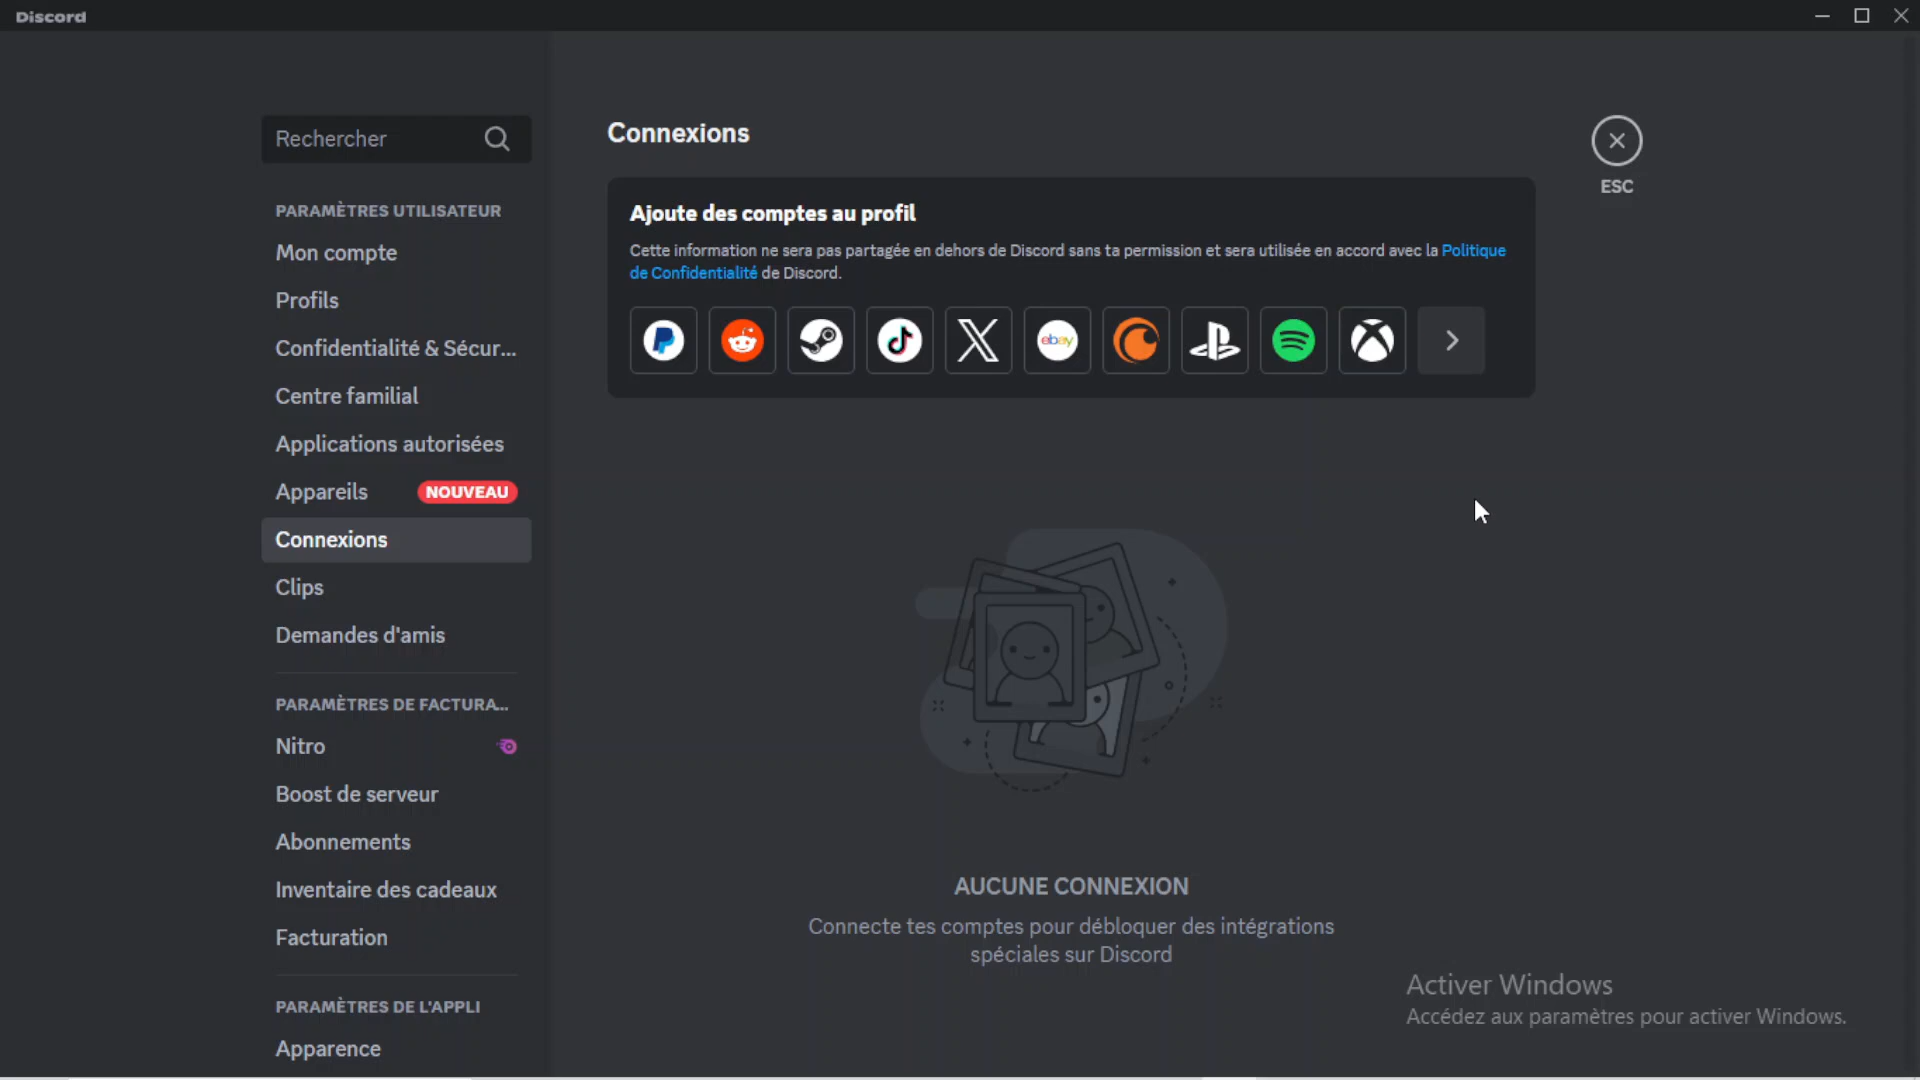 Discord
Rechercher
PARAMÈTRES UTILISATEUR
Mon compte
Profils
Confidentialité & Sécur...
Centre familial
Applications autorisées
Appareils NOUVEAU
Connexions
Clips
Demandes d'amis
PARAMÈTRES DE FACTURA...
Nitro
Boost de serveur
Abonnements
Inventaire des cadeaux
Facturation
PARAMÈTRES DE L'APPLI
Apparence
Connexions
ESC
Ajoute des comptes au profil
Cette information ne sera pas partagée en dehors de Discord sans ta permission et sera utilisée en accord avec la Politique
de Confidentialité de Discord.
ebay
AUCUNE CONNEXION
Connecte tes comptes pour débloquer des intégrations
spéciales sur Discord
Activer Windows
Accédez aux paramètres pour activer Windows.